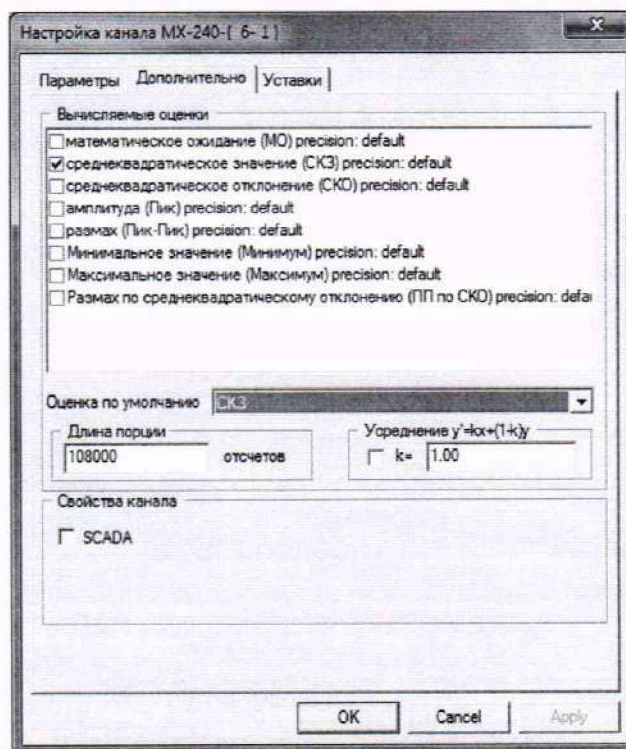 Настройка канала MX-240-{ 6- 1 }
Параметры Дополнительно Уставки
Вычисляемые оценки
математическое ожидание (МО) precision: default
среднеквадратическое значение (СКЗ) precision: default
среднеквадратическое отклонение (СКО) precision: default
амплитуда (Пик) precision: default
размах (Пик-Пик) precision: default
Минимальное значение (Минимум) precision: default
Максимальное значение (Максимум) precision: default
Размах по среднеквадратическому отклонению (ПП по СКО) precision: defau
Оценка по умолчанию СКЗ
Длина порции
108000 отсчетов
Усреднение y'=kx+(1-k)y
k= 1.00
Свойства канала
SCADA
OK Cancel Apply